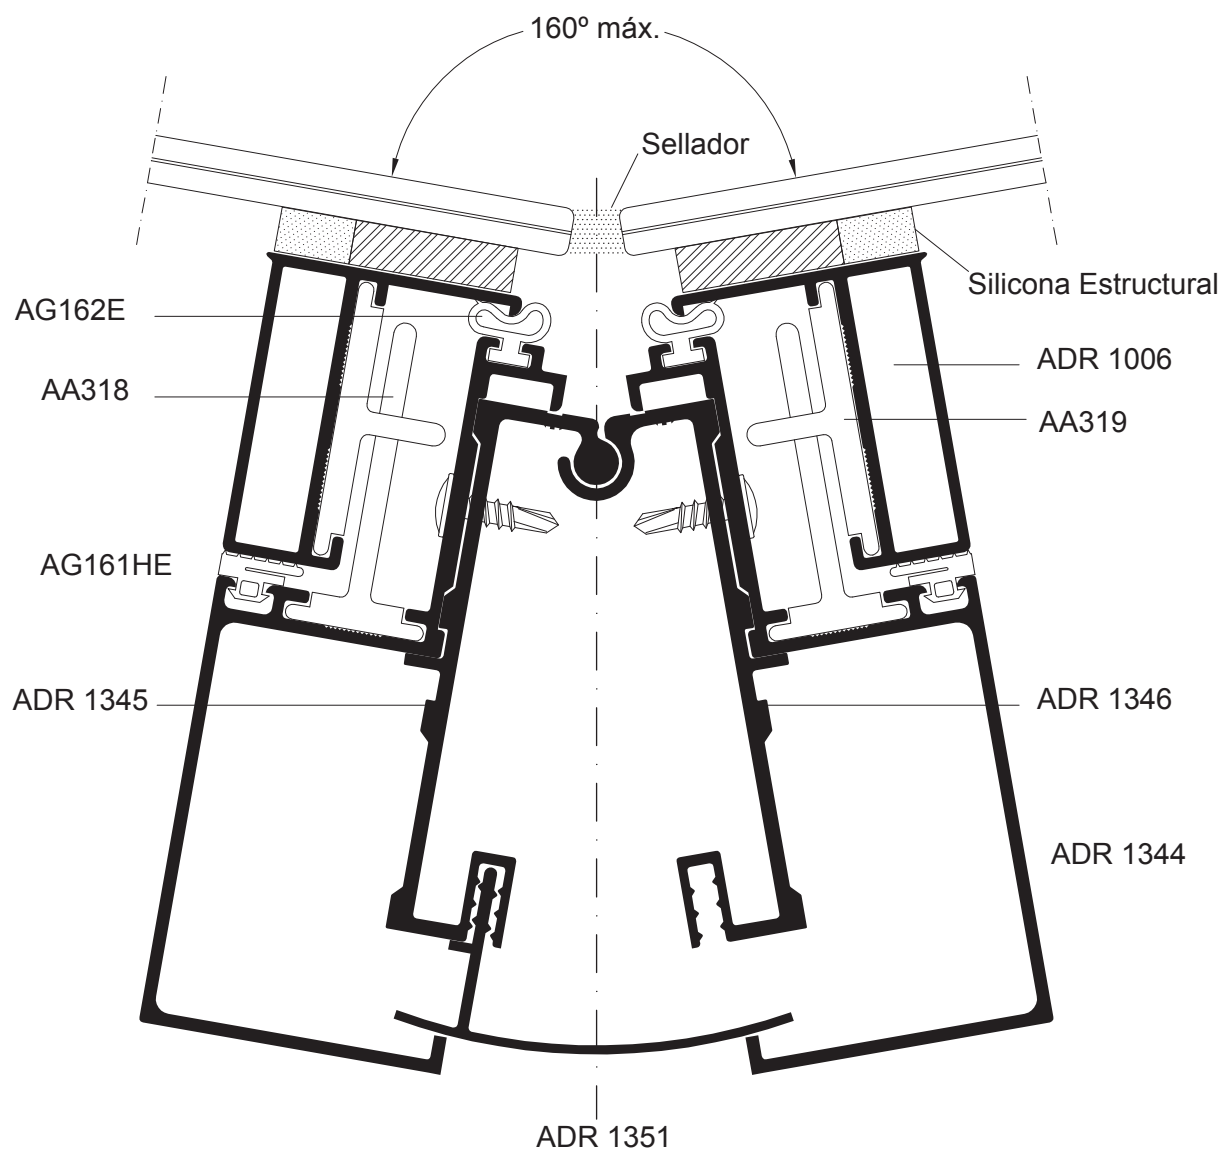 160º máx.
Sellador
Silicona Estructural
AG162E
ADR 1006
AA318
AA319
AG161HE
ADR 1345
ADR 1346
ADR 1344
ADR 1351